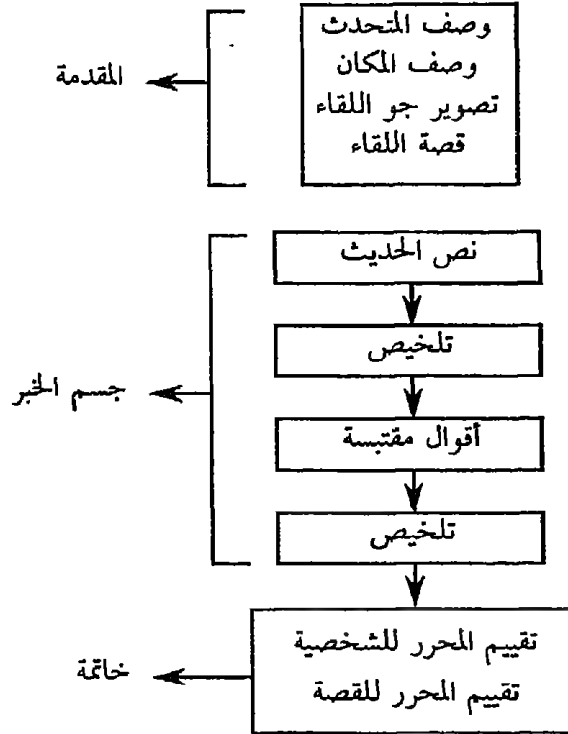 وصف المتحدث
وصف المكان
تصوير جو اللقاء
قصة اللقاء
المقدمة
نص الحديث
تلخيص
أقوال مقتبسة
تلخيص
جسم الخبر
تقييم المحرر للشخصية
تقييم المحرر للقصة
خاتمة